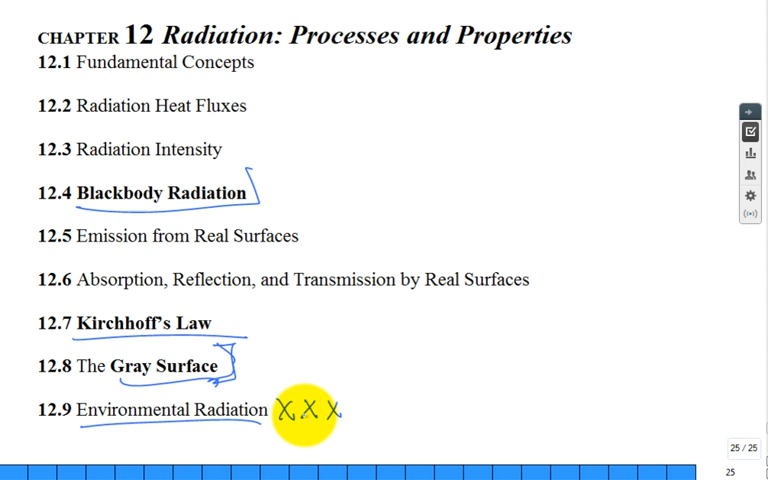 CHAPTER 12 Radiation: Processes and Properties
12.1 Fundamental Concepts
12.2 Radiation Heat Fluxes
12.3 Radiation Intensity
12.4 Blackbody Radiation
12.5 Emission from Real Surfaces
12.6 Absorption, Reflection, and Transmission by Real Surfaces
12.7 Kirchhoff's Law
12.8 The Gray Surface
12.9 Environmental Radiation X X X
25 / 25
25